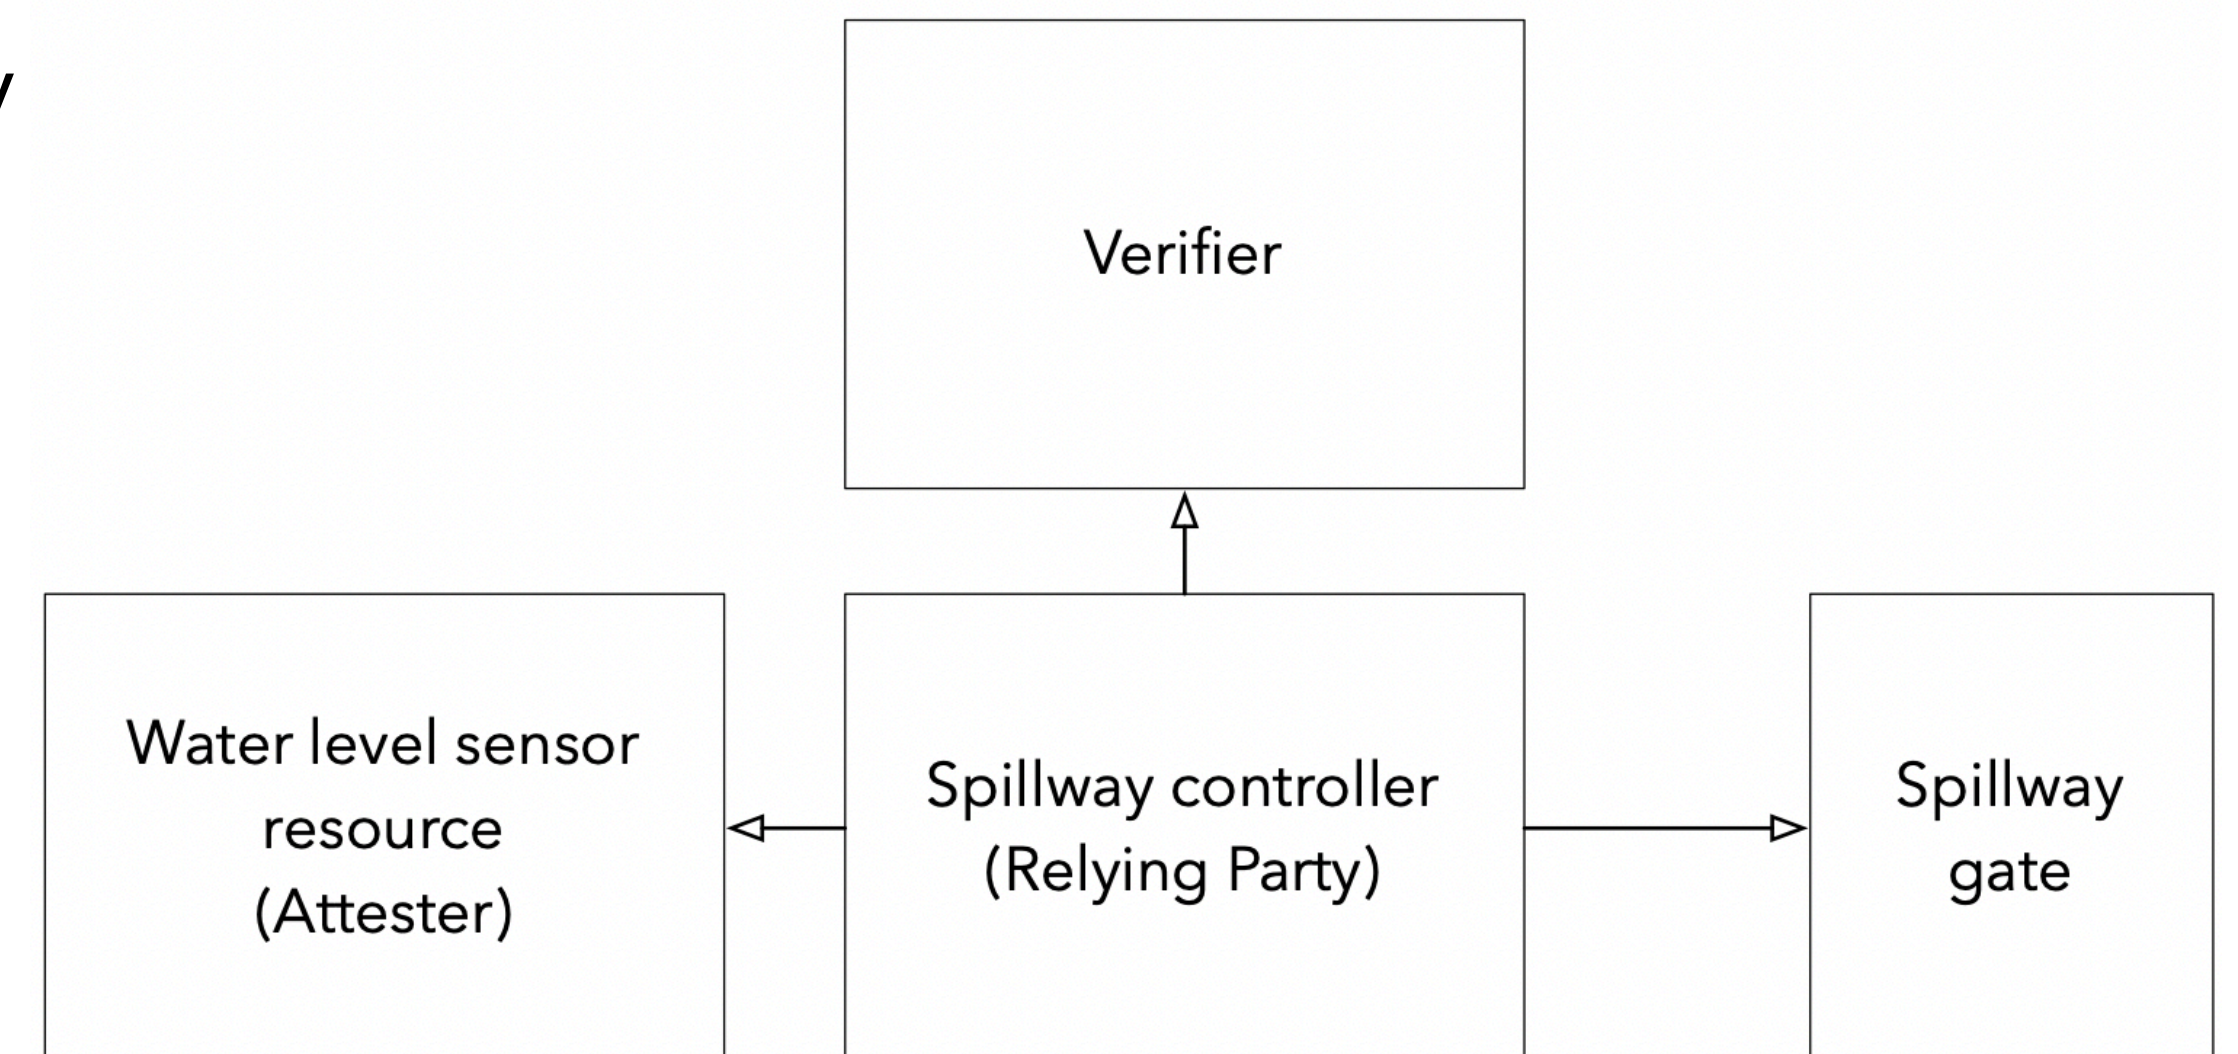 Verifier
Water level sensor
resource
(Attester)
Spillway controller
(Relying Party)
Spillway
gate